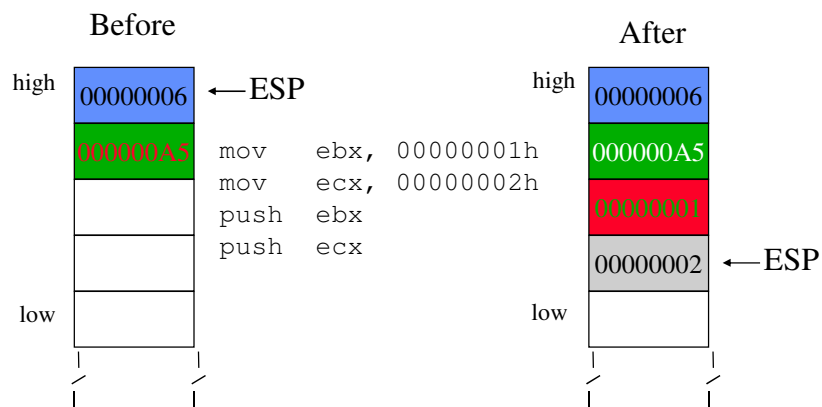 Before
high
00000006
ESP
000000A5
low
mov ebx, 00000001h
mov ecx, 00000002h
push ebx
push ecx
After
high
00000006
000000A5
00000001
00000002
ESP
low